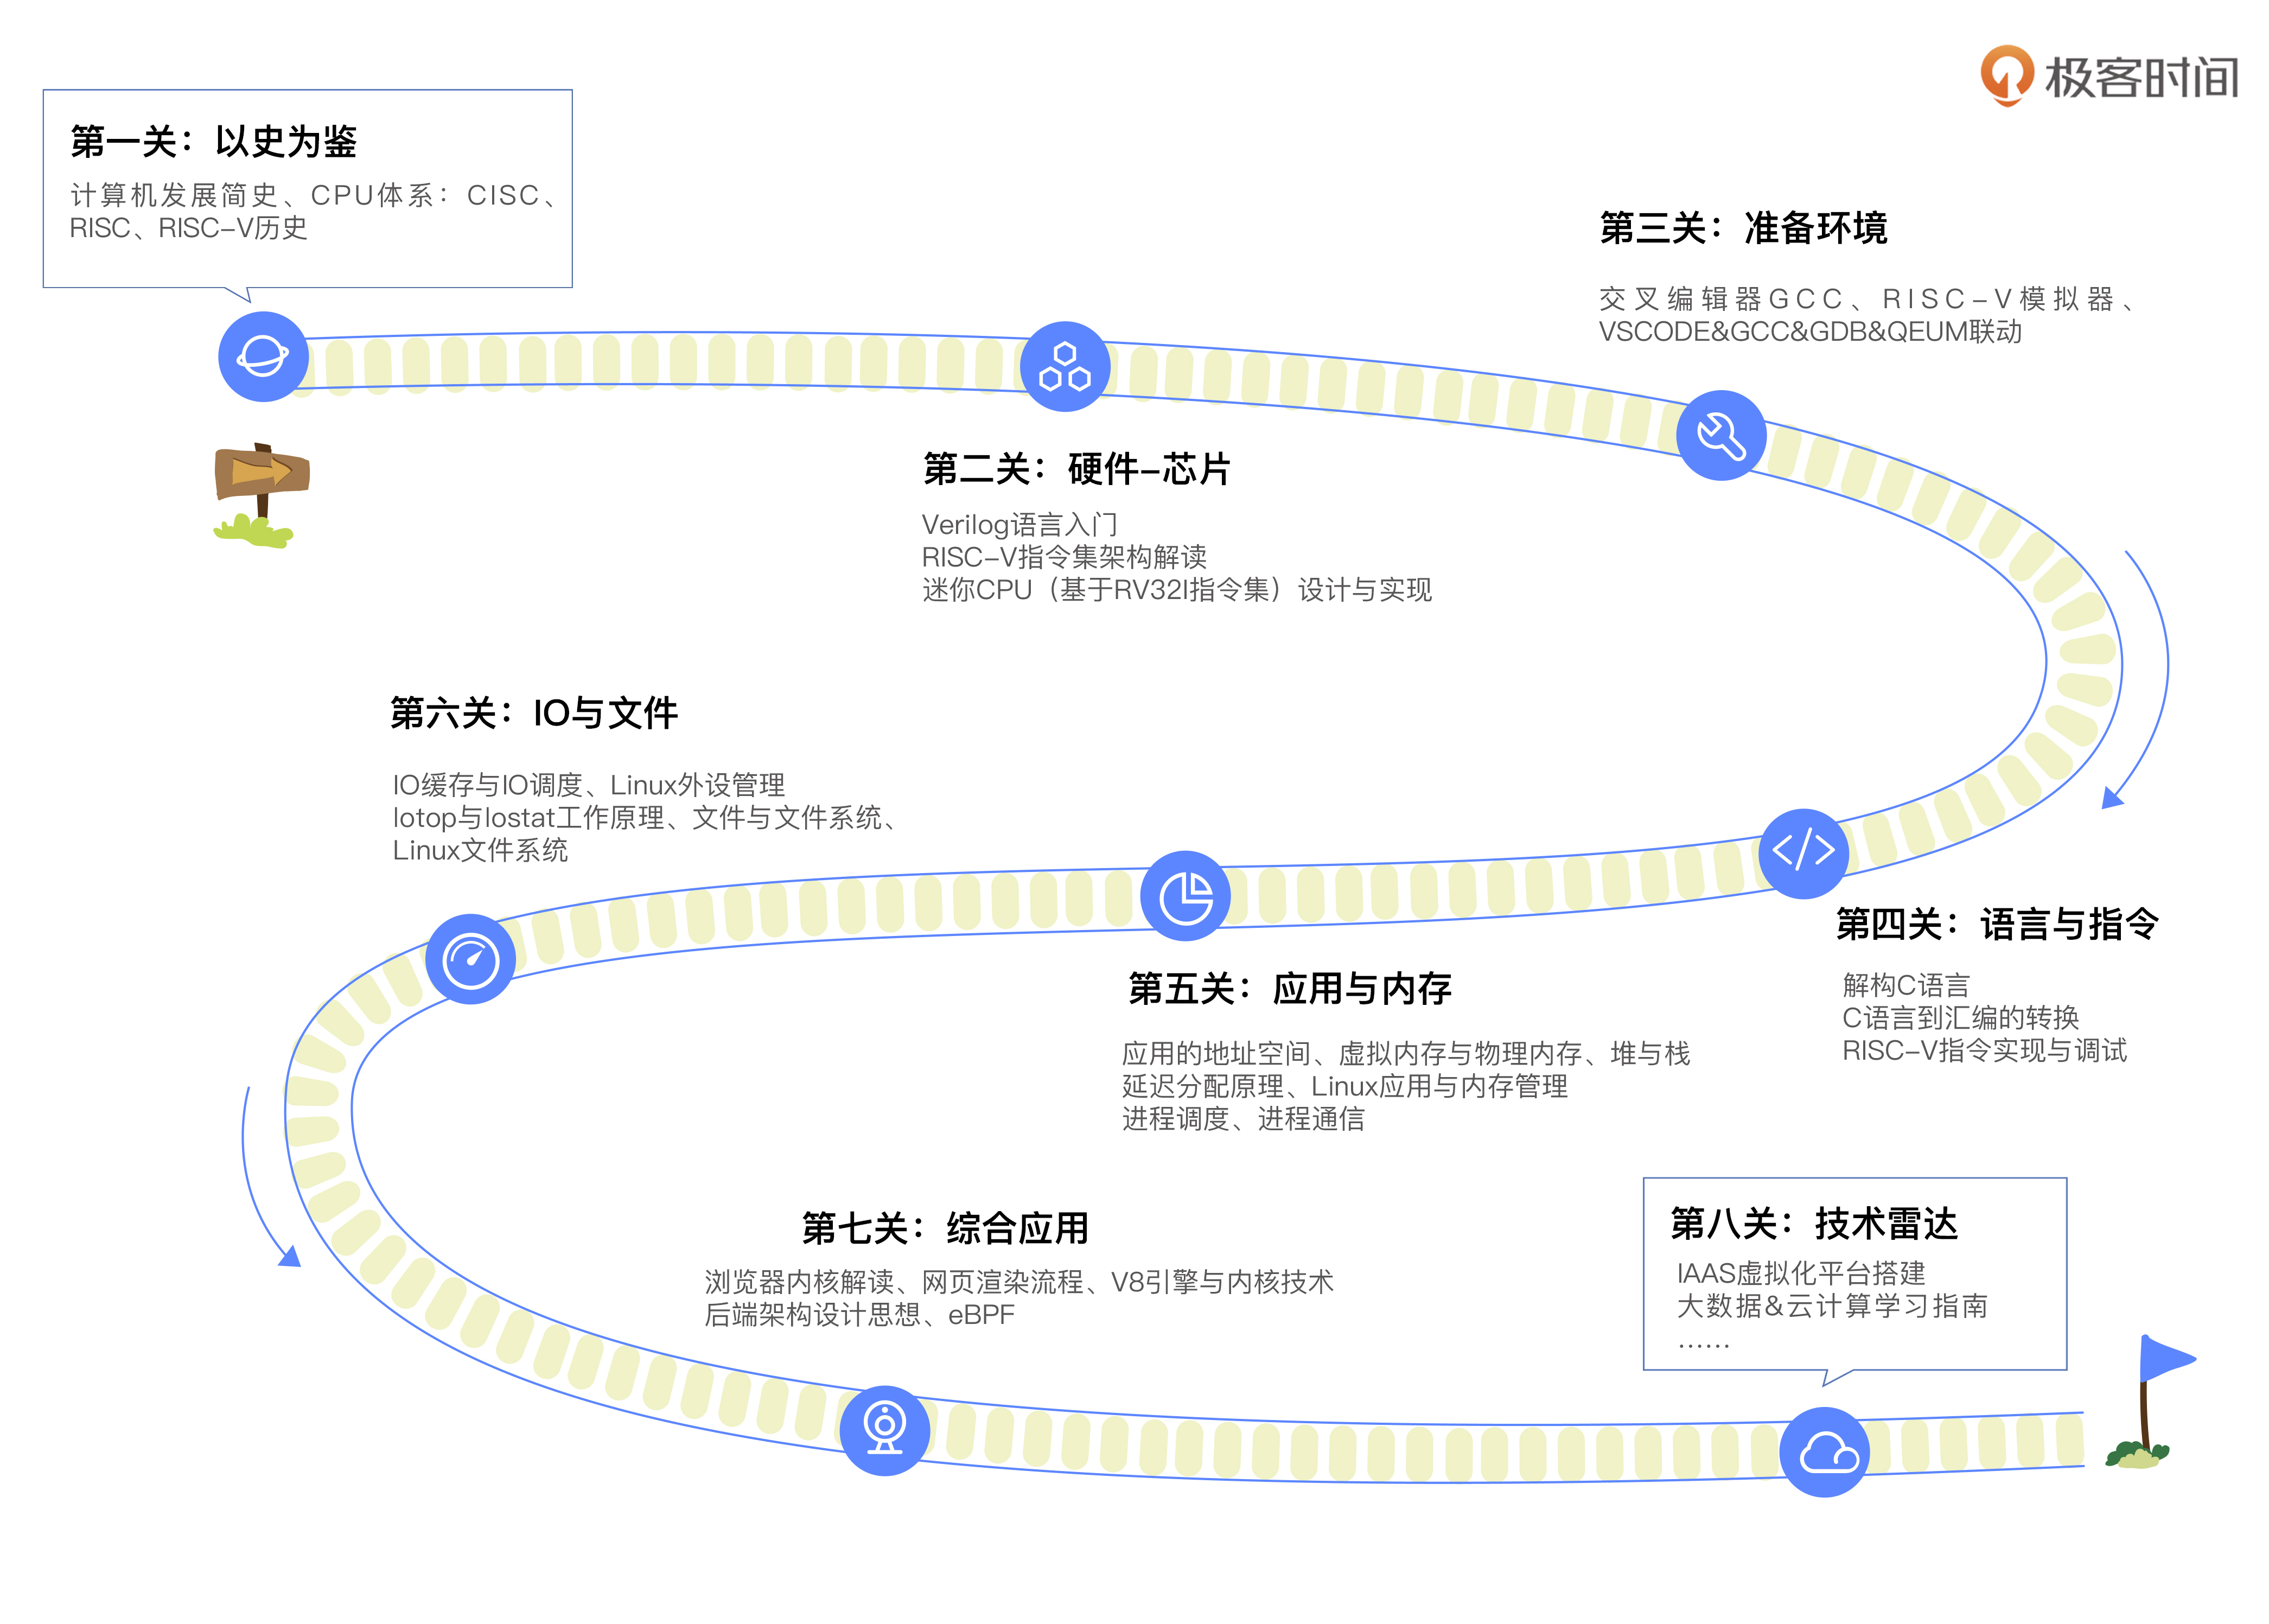 极客时间
第一关：以史为鉴
计算机发展简史、CPU体系：CISC、
RISC、RISC-V历史
第三关：准备环境
交叉编辑器GCC、RISC-V模拟器、
VSCODE&GCC&GDB&QEUM联动
第二关：硬件-芯片
Verilog语言入门
RISC-V指令集架构解读
迷你CPU（基于RV32I指令集）设计与实现
第六关：IO与文件
IO缓存与IO调度、Linux外设管理
Iotop与Iostat工作原理、文件与文件系统、
Linux文件系统
第四关：语言与指令
解构C语言
C语言到汇编的转换
RISC-V指令实现与调试
第五关：应用与内存
应用的地址空间、虚拟内存与物理内存、堆与栈
延迟分配原理、Linux应用与内存管理
进程调度、进程通信
第七关：综合应用
浏览器内核解读、网页渲染流程、V8引擎与内核技术
后端架构设计思想、eBPF
第八关：技术雷达
IAAS虚拟化平台搭建
大数据&云计算学习指南
……